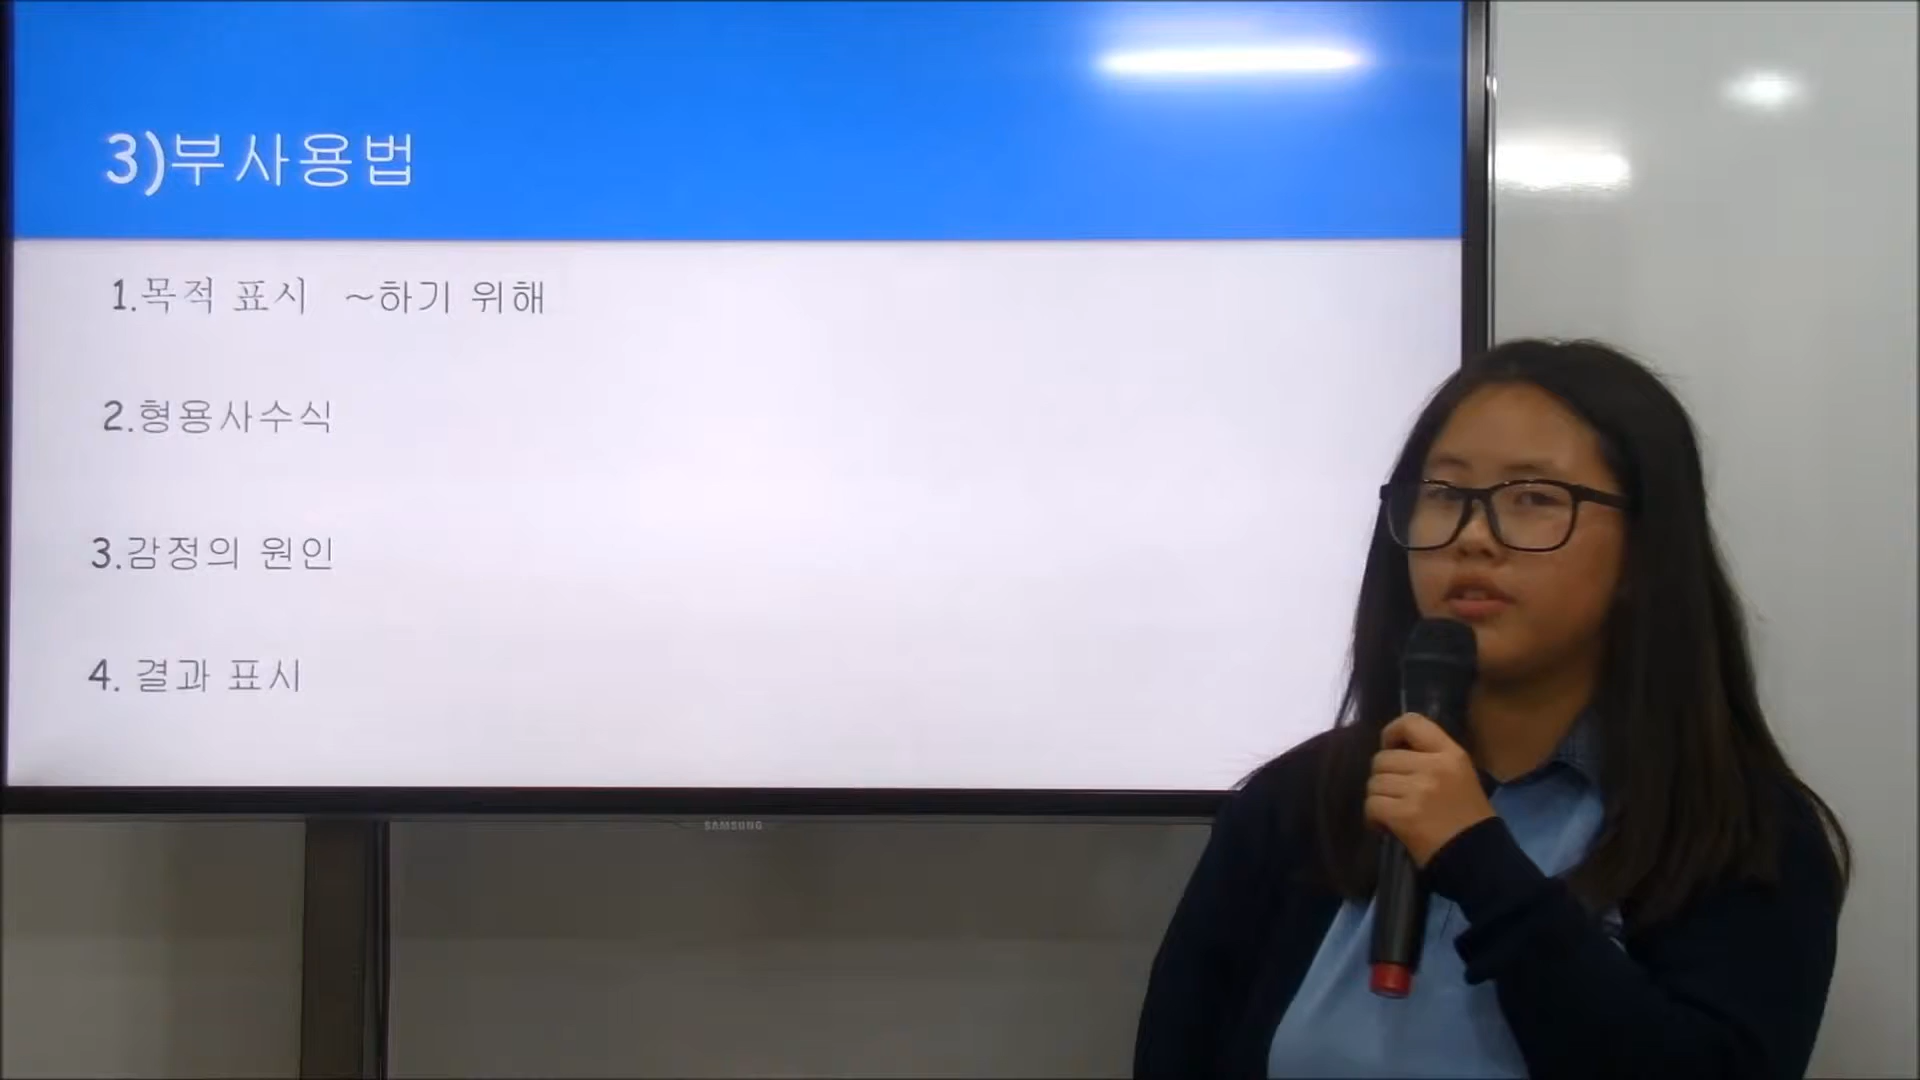 3)부사용법
1.목적 표시 ~하기 위해
2.형용사수식
3.감정의 원인
4. 결과 표시
SAMSUNG